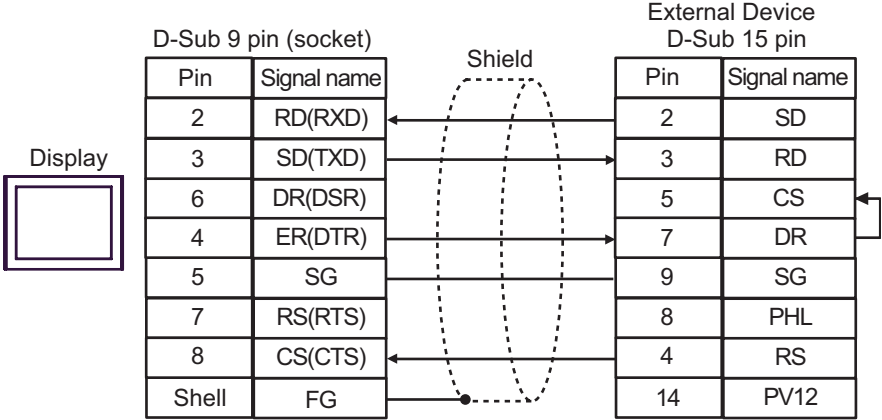 External Device
D-Sub 9 pin (socket) D-Sub 15 pin
Shield
Pin Signal name Pin Signal name
2 RD(RXD) 2 SD
Display 3 SD(TXD) 3 RD
6 DR(DSR) 5 CS
4 ER(DTR) 7 DR
5 SG 9 SG
7 RS(RTS) 8 PHL
8 CS(CTS) 4 RS
Shell FG 14 PV12